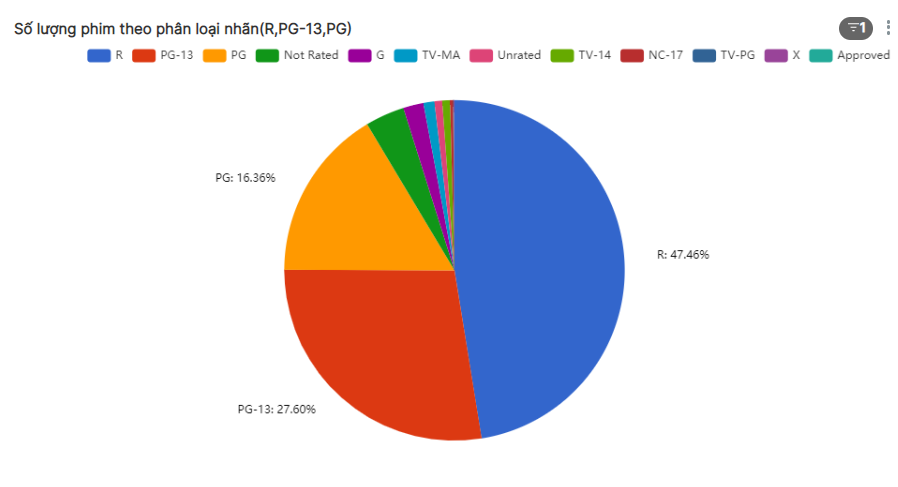 Số lượng phim theo phân loại nhãn(R,PG-13,PG)
1
R PG-13 PG Not Rated G TV-MA Unrated TV-14 NC-17 TV-PG X Approved
PG: 16.36%
R: 47.46%
PG-13: 27.60%